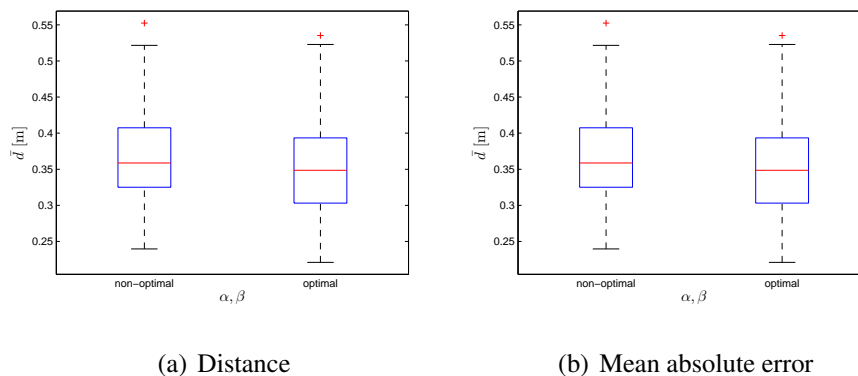 0.55
0.5
0.45
0.4
0.35
0.3
0.25
d̄ [m]
non-optimal
optimal
α, β
(a) Distance
0.55
0.5
0.45
0.4
0.35
0.3
0.25
d̄ [m]
non-optimal
optimal
α, β
(b) Mean absolute error